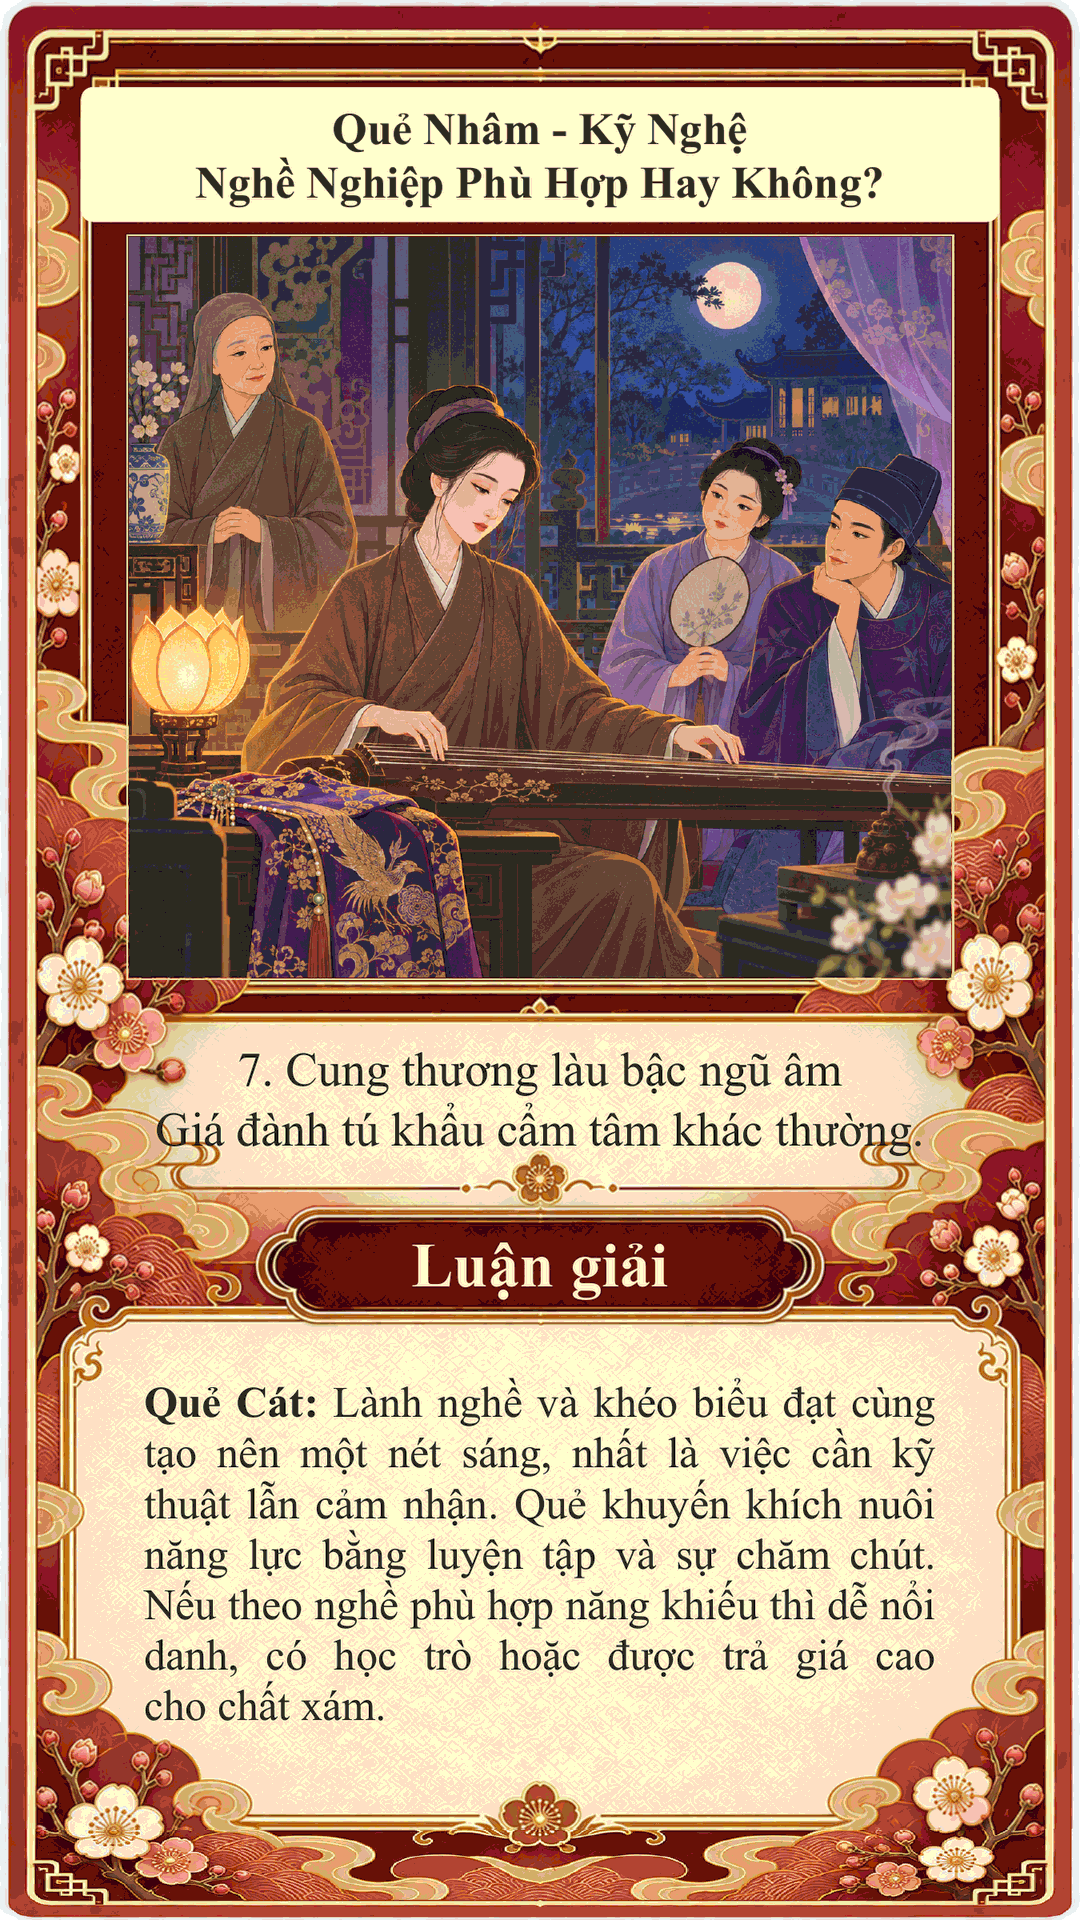 Quẻ Nhâm - Kỹ Nghệ
Nghề Nghiệp Phù Hợp Hay Không?
7. Cung thương làu bậc ngũ âm
Giá đành tú khẩu cẩm tâm khác thường.
Luận giải
Quẻ Cát: Lành nghề và khéo biểu đạt cùng
tạo nên một nét sáng, nhất là việc cần kỹ
thuật lẫn cảm nhận. Quẻ khuyến khích nuôi
năng lực bằng luyện tập và sự chăm chút.
Nếu theo nghề phù hợp năng khiếu thì dễ nổi
danh, có học trò hoặc được trả giá cao
cho chất xám.